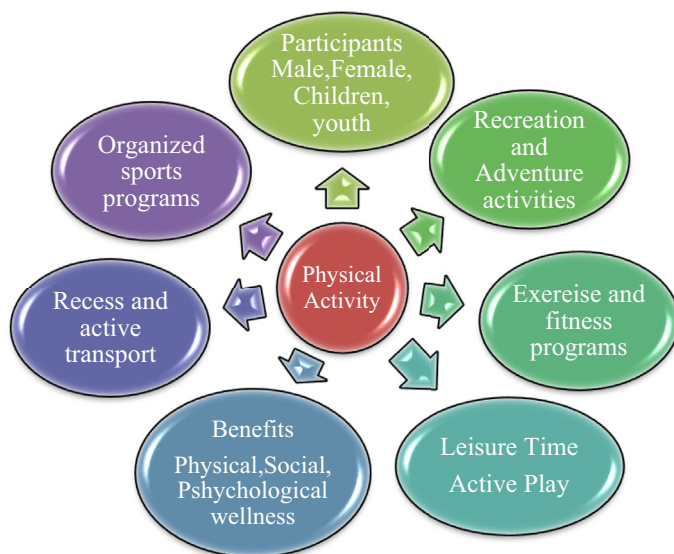 Participants
Male,Female,
Children,
youth
Recreation
and
Adventure
activities
Exereise and
fitness
programs
Leisure Time
Active Play
Benefits
Physical,Social,
Pshychological
wellness
Recess and
active
transport
Organized
sports
programs
Physical
Activity